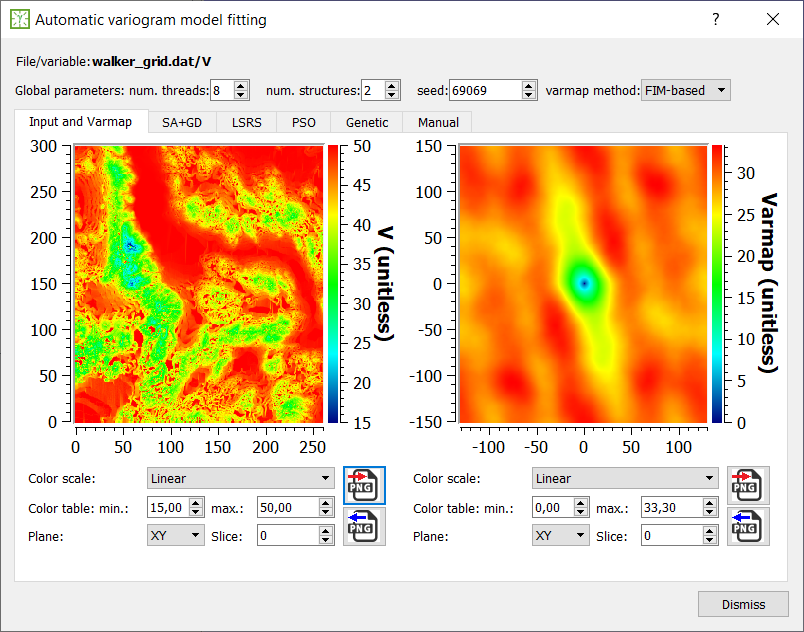 Automatic variogram model fitting ?
File/variable: walker_grid.dat/V
Global parameters: num. threads: 8 num. structures: 2 seed: 69069 varmap method: FIM-based
Input and Varmap SA+GD LSRS PSO Genetic Manual
300
250
200
150
100
50
0
0 50 100 150 200 250
50
45
40
35
30
25
20
15
V (unitless)
150
100
50
0
-50
-100
-150
-100 -50 0 50 100
30
25
20
15
10
5
0
Varmap (unitless)
Color scale: Linear PNG
Color table: min.: 15,00 max.: 50,00
Plane: XY Slice: 0 PNG
Color scale: Linear PNG
Color table: min.: 0,00 max.: 33,30
Plane: XY Slice: 0 PNG
Dismiss